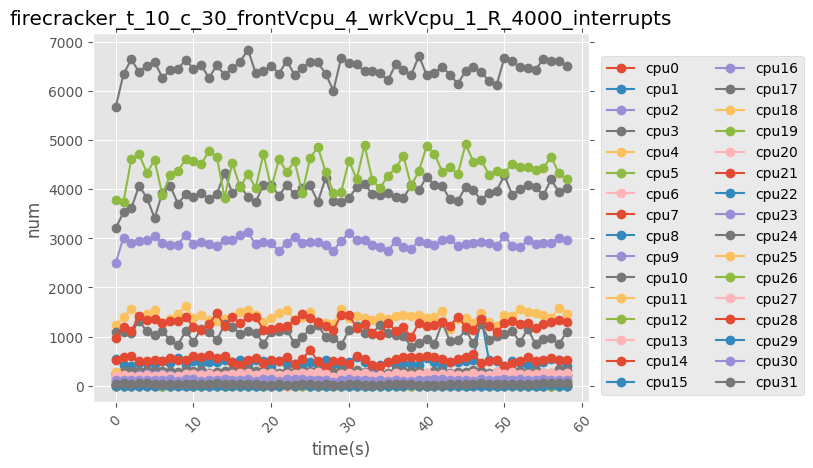 firecracker_t_10_c_30_frontVcpu_4_wrkVcpu_1_R_4000_interrupts
7000
6000
5000
4000
3000
2000
1000
0
num
0
10
20
30
40
50
60
time(s)
cpu0
cpu1
cpu2
cpu3
cpu4
cpu5
cpu6
cpu7
cpu8
cpu9
cpu10
cpu11
cpu12
cpu13
cpu14
cpu15
cpu16
cpu17
cpu18
cpu19
cpu20
cpu21
cpu22
cpu23
cpu24
cpu25
cpu26
cpu27
cpu28
cpu29
cpu30
cpu31